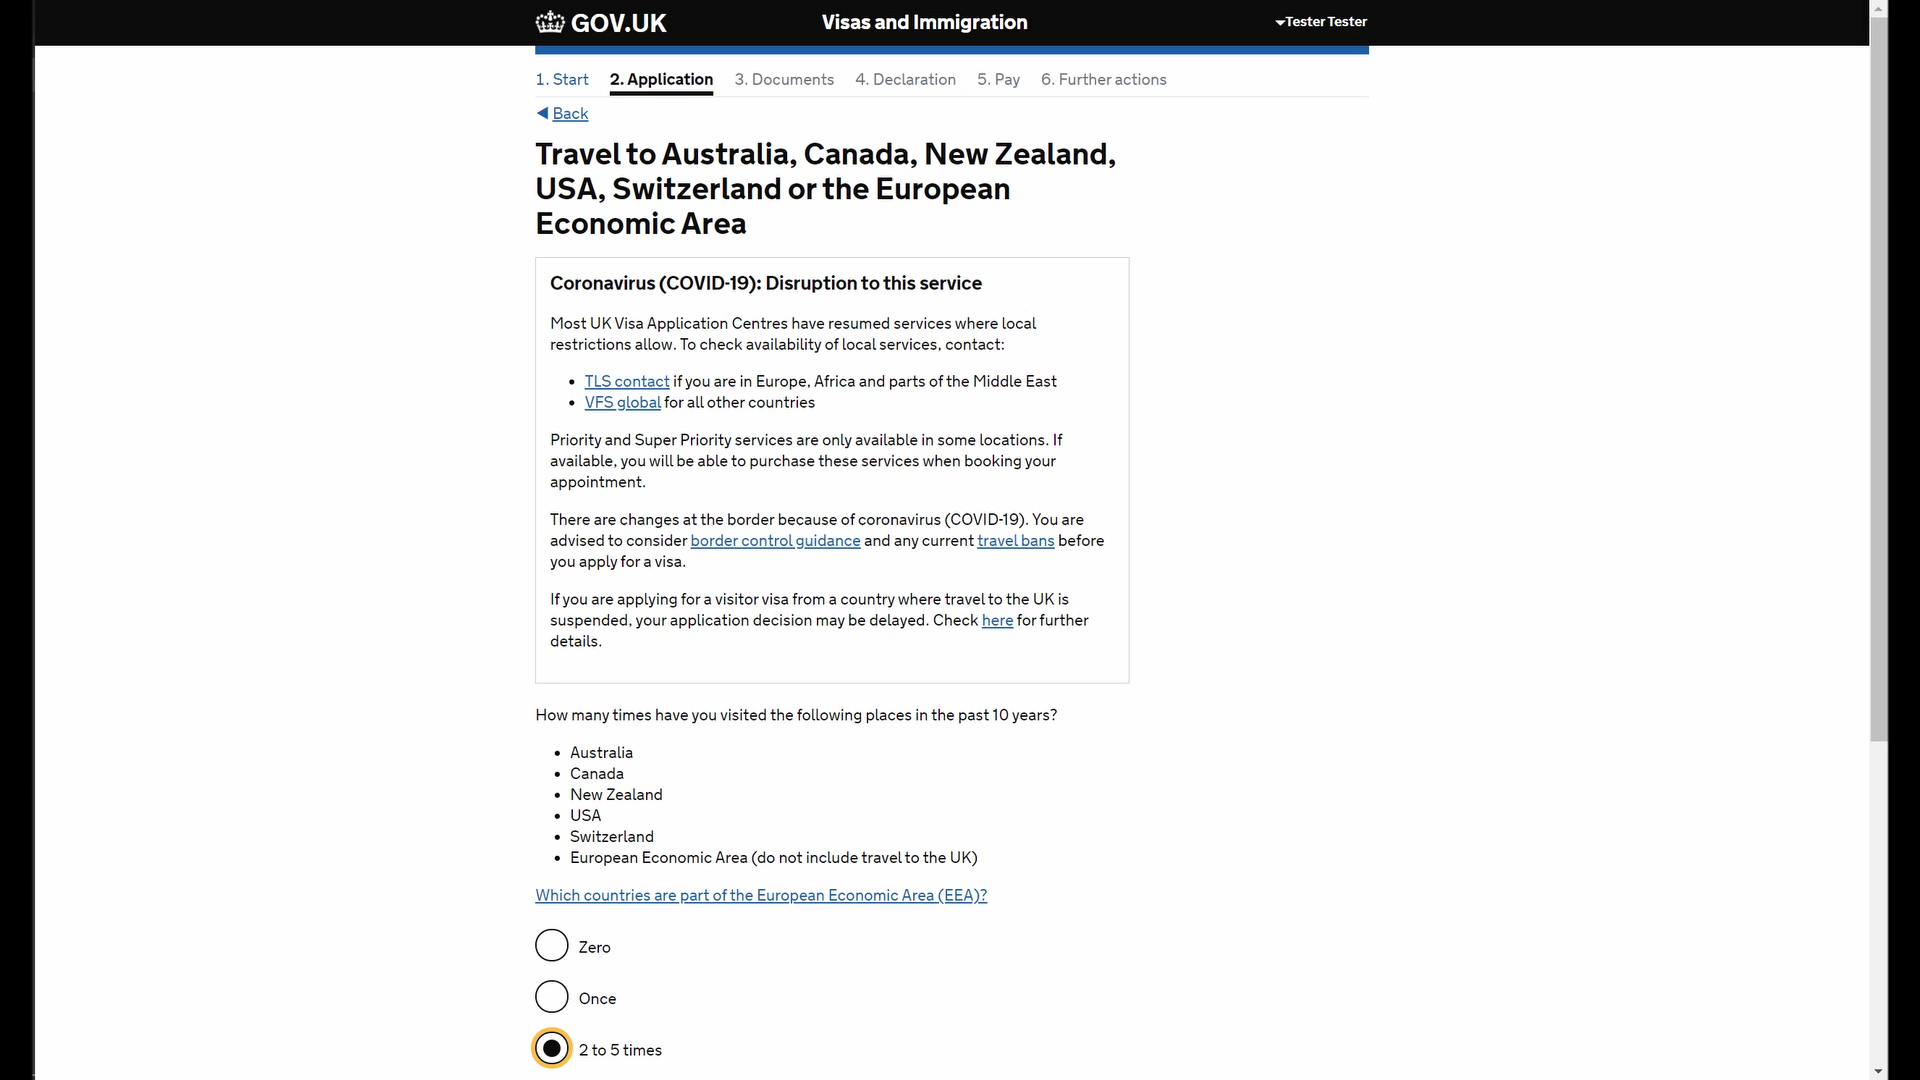 GOV.UK
Visas and Immigration
Tester Tester
1. Start
2. Application
3. Documents
4. Declaration
5. Pay
6. Further actions
Back
Travel to Australia, Canada, New Zealand,
USA, Switzerland or the European
Economic Area
Coronavirus (COVID-19): Disruption to this service
Most UK Visa Application Centres have resumed services where local
restrictions allow. To check availability of local services, contact:
• TLS contact if you are in Europe, Africa and parts of the Middle East
• VFS global for all other countries
Priority and Super Priority services are only available in some locations. If
available, you will be able to purchase these services when booking your
appointment.
There are changes at the border because of coronavirus (COVID-19). You are
advised to consider border control guidance and any current travel bans before
you apply for a visa.
If you are applying for a visitor visa from a country where travel to the UK is
suspended, your application decision may be delayed. Check here for further
details.
How many times have you visited the following places in the past 10 years?
• Australia
• Canada
• New Zealand
• USA
• Switzerland
• European Economic Area (do not include travel to the UK)
Which countries are part of the European Economic Area (EEA)?
Zero
Once
2 to 5 times